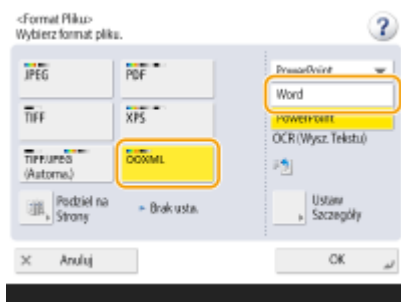 <Format Pliku>
Wybierz format pliku.
?
JPEG
PDF
PowerPoint
Word
TIFF
XPS
PowerPoint
OCR (Wysz. Tekstu)
TIFF/JPEG
(Automa.)
OOXML
Podziel na
Strony
Brak usta.
Ustaw
Szczegóły
Anuluj
OK